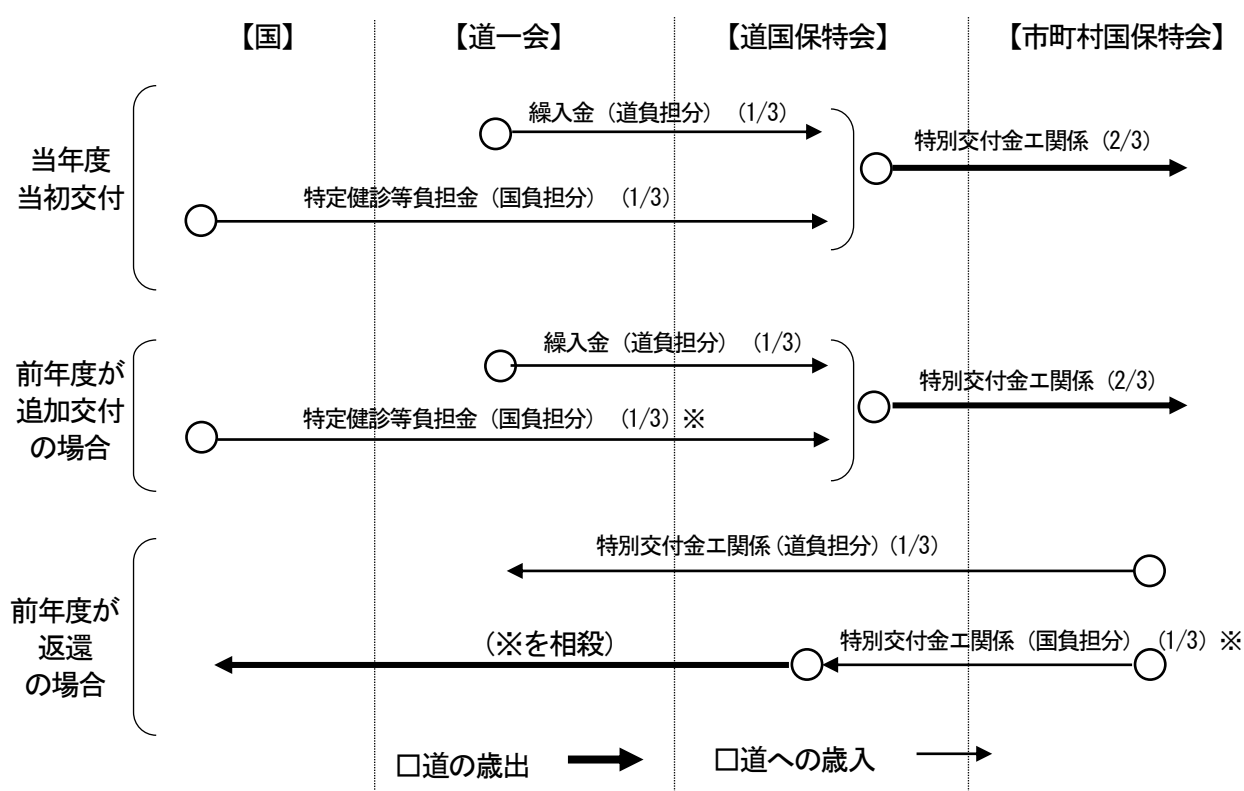 【国】 【道一会】 【道国保特会】 【市町村国保特会】
当年度
当初交付
繰入金（道負担分） (1/3)
特定健診等負担金（国負担分） (1/3)
特別交付金エ関係 (2/3)
前年度が
追加交付
の場合
繰入金（道負担分） (1/3)
特定健診等負担金（国負担分） (1/3)※
特別交付金エ関係 (2/3)
前年度が
返還
の場合
特別交付金エ関係(道負担分)(1/3)
(※を相殺)
特別交付金エ関係（国負担分） (1/3)※
□道の歳出
□道への歳入